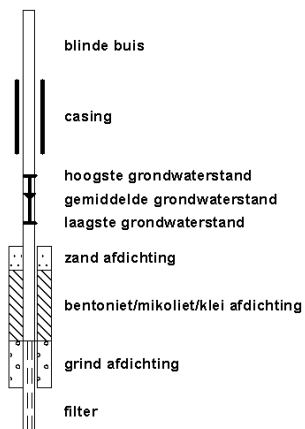 blinde buis
casing
hoogste grondwaterstand
gemiddelde grondwaterstand
laagste grondwaterstand
zand afdichting
bentoniet/mikoliet/klei afdichting
grind afdichting
filter